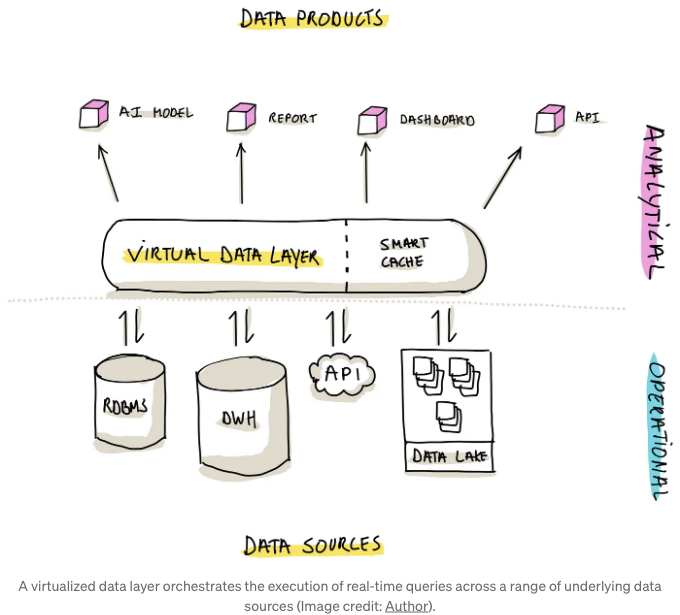 DATA PRODUCTS
A.I. MODEL
REPORT
DASHBOARD
API
ANALYTICAL
VIRTUAL DATA LAYER
SMART
CACHE
RDBMS
DWH
API
DATA LAKE
OPERATIONAL
DATA SOURCES
A virtualized data layer orchestrates the execution of real-time queries across a range of underlying data
sources (Image credit: Author).